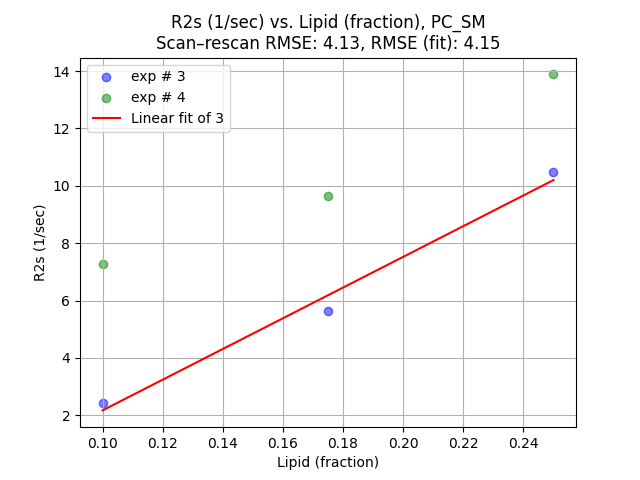 R2s (1/sec) vs. Lipid (fraction), PC_SM
Scan–rescan RMSE: 4.13, RMSE (fit): 4.15
exp # 3
exp # 4
Linear fit of 3
R2s (1/sec)
14
12
10
8
6
4
2
0.10 0.12 0.14 0.16 0.18 0.20 0.22 0.24
Lipid (fraction)